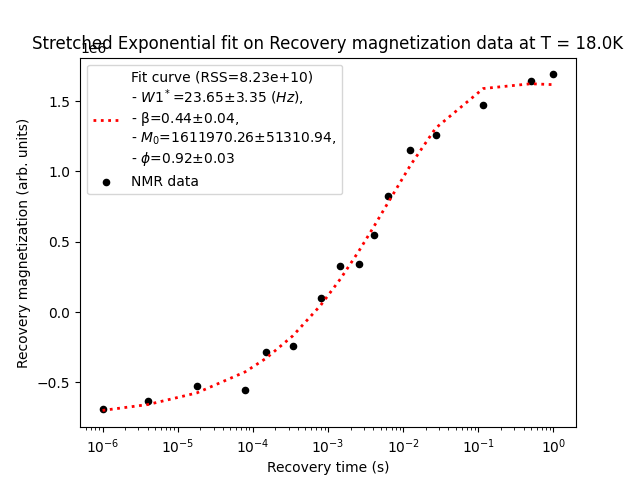 Stretched Exponential fit on Recovery magnetization data at T = 18.0K
1e6
Fit curve (RSS=8.23e+10)
- W1*=23.65±3.35 (Hz),
- β=0.44±0.04,
- M₀=1611970.26±51310.94,
- ϕ=0.92±0.03
NMR data
Recovery magnetization (arb. units)
1.5
1.0
0.5
0.0
−0.5
10⁻⁶ 10⁻⁵ 10⁻⁴ 10⁻³ 10⁻² 10⁻¹ 10⁰
Recovery time (s)